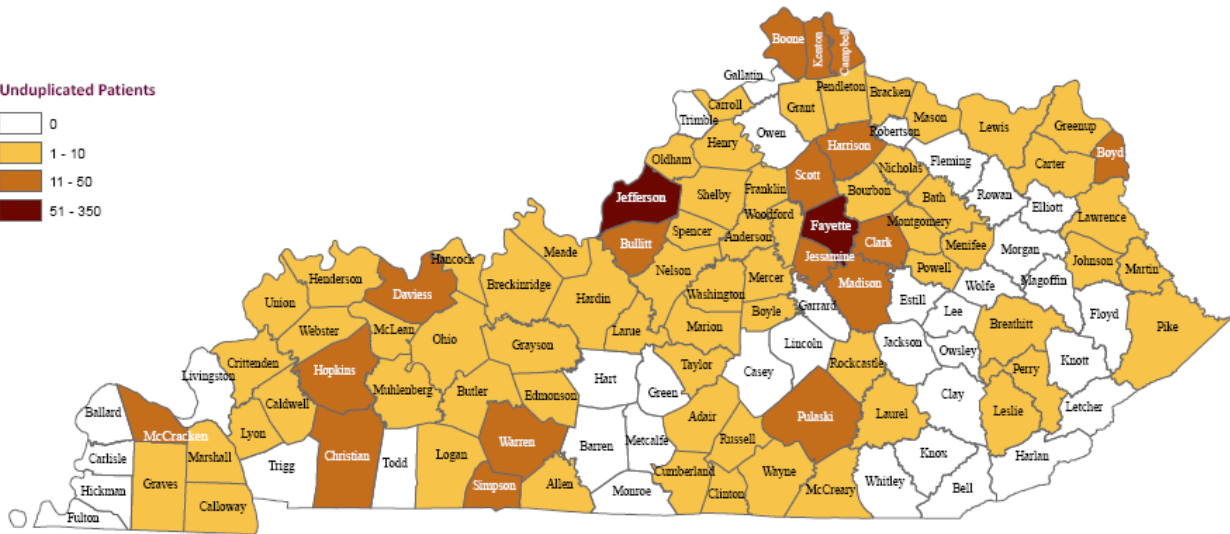 Unduplicated Patients
0
1 - 10
11 - 50
51 - 350
Boone
Kenton
Campbell
Gallatin
Pendleton
Bracken
Carroll
Grant
Trimble
Owen
Robertson
Mason
Lewis
Greenup
Henry
Harrison
Boyd
Oldham
Nicholas
Fleming
Carter
Scott
Jefferson
Shelby
Franklin
Bourbon
Bath
Rowan
Elliott
Woodford
Fayette
Montgomery
Lawrence
Spencer
Anderson
Bullitt
Clark
Menifee
Morgan
Meade
Jessamine
Hancock
Nelson
Powell
Johnson
Martin
Henderson
Breckinridge
Mercer
Madison
Wolfe
Magoffin
Daviess
Hardin
Washington
Union
Garrard
Estill
Lee
Floyd
Boyle
Webster
McLean
Larue
Marion
Breathitt
Pike
Ohio
Grayson
Lincoln
Jackson
Owsley
Crittenden
Taylor
Rockcastle
Knott
Livingston
Hopkins
Casey
Perry
Hart
Muhlenberg
Butler
Edmonson
Green
Clay
Caldwell
Letcher
Ballard
Adair
Pulaski
Laurel
Leslie
McCracken
Lyon
Warren
Russell
Metcalfe
Barren
Carlisle
Marshall
Christian
Logan
Knox
Harlan
Trigg
Todd
Cumberland
Wayne
Graves
Simpson
Allen
Whitley
Hickman
Monroe
Clinton
McCreary
Bell
Calloway
Fulton